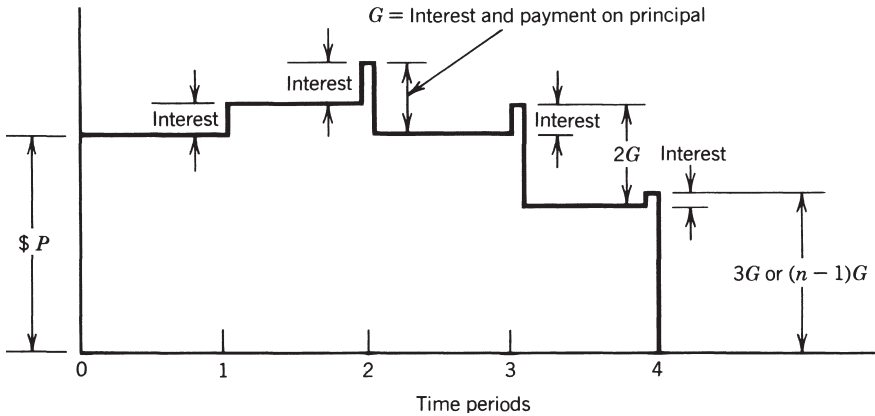 G = Interest and payment on principal
Interest
Interest
Interest
2G
Interest
$ P
3G or (n − 1)G
0
1
2
3
4
Time periods